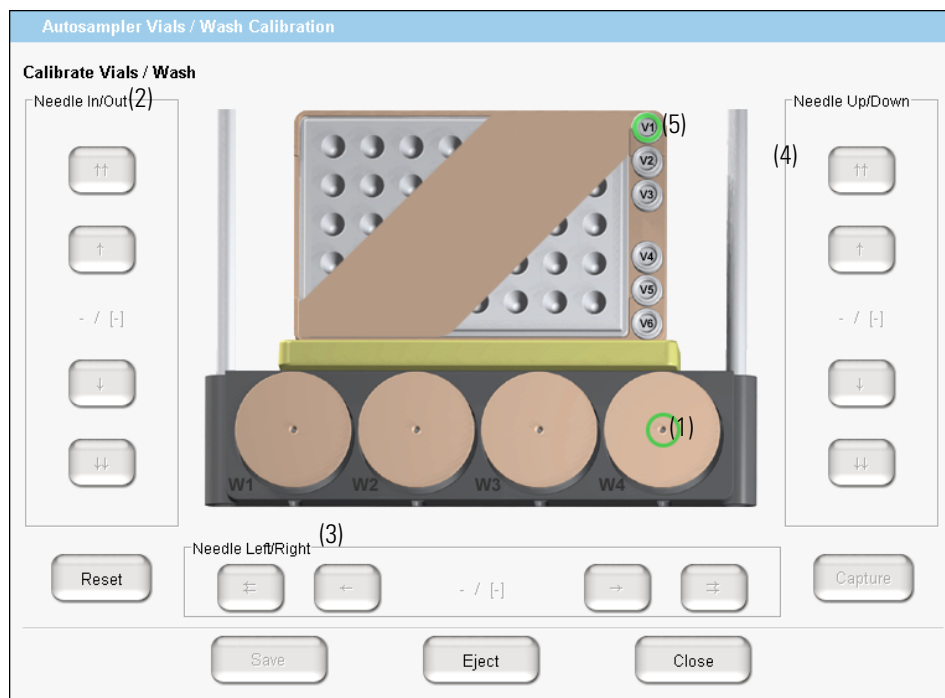 Autosampler Vials / Wash Calibration
Calibrate Vials / Wash
Needle In/Out (2)
Needle Up/Down
(4)
↑↑
↑
- / [-]
↓
↓↓
V1 (5)
V2
V3
V4
V5
V6
(1)
W1 W2 W3 W4
↑↑
↑
- / [-]
↓
↓↓
Needle Left/Right (3)
⇇ ← - / [-] → ⇉
Reset
Capture
Save Eject Close